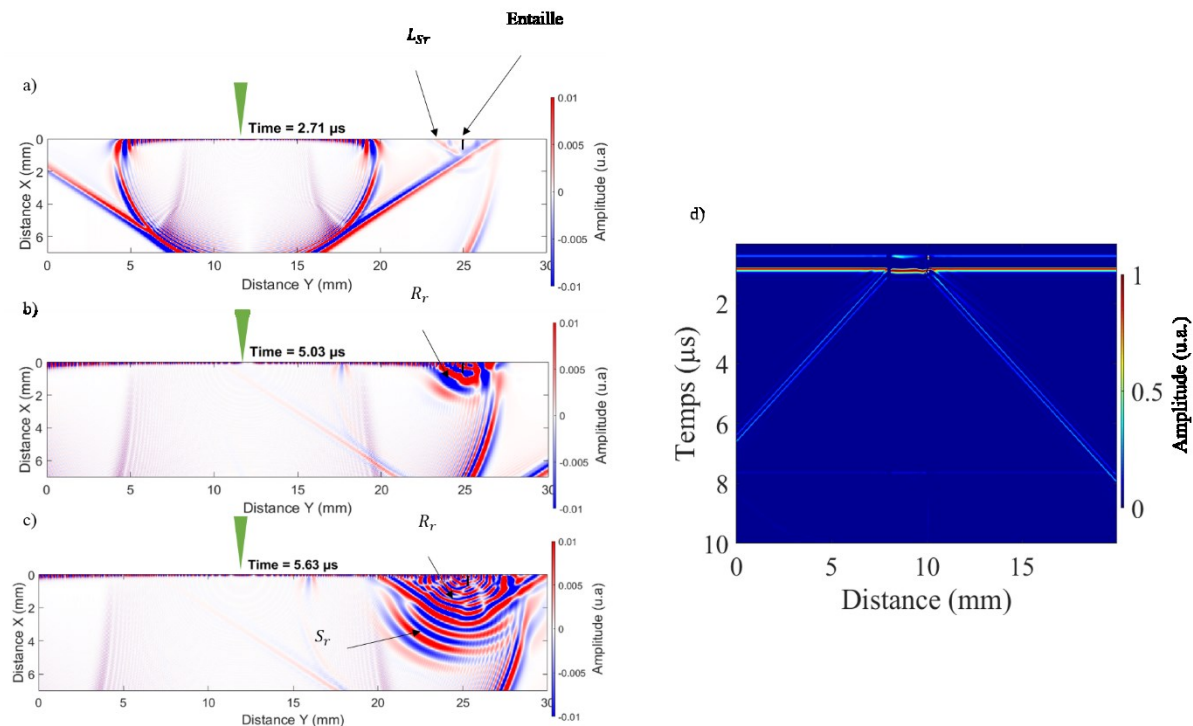 Entaille
L_{Sr}
a)
Time = 2.71 µs
0
2
4
6
Distance X (mm)
0 5 10 15 20 25 30
Distance Y (mm)
0.01
0.005
0
-0.005
-0.01
Amplitude (u.a)
R_r
b)
Time = 5.03 µs
0
2
4
6
Distance X (mm)
0 5 10 15 20 25 30
Distance Y (mm)
0.01
0.005
0
-0.005
-0.01
Amplitude (u.a)
R_r
c)
Time = 5.63 µs
0
2
4
6
Distance X (mm)
S_r
0 5 10 15 20 25 30
Distance Y (mm)
0.01
0.005
0
-0.005
-0.01
Amplitude (u.a)
d)
2
4
6
8
10
Temps (µs)
0 5 10 15
Distance (mm)
1
0.5
0
Amplitude (u.a.)